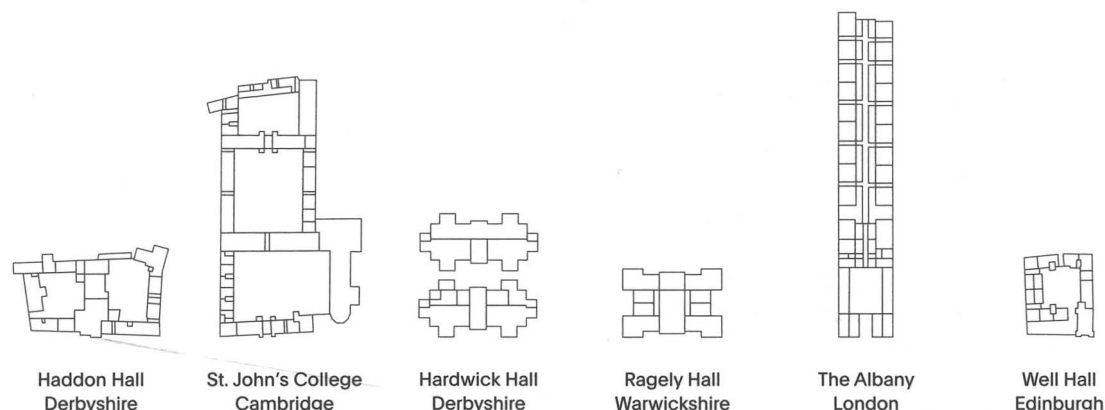 Haddon Hall
Derbyshire
St. John's College
Cambridge
Hardwick Hall
Derbyshire
Ragely Hall
Warwickshire
The Albany
London
Well Hall
Edinburgh